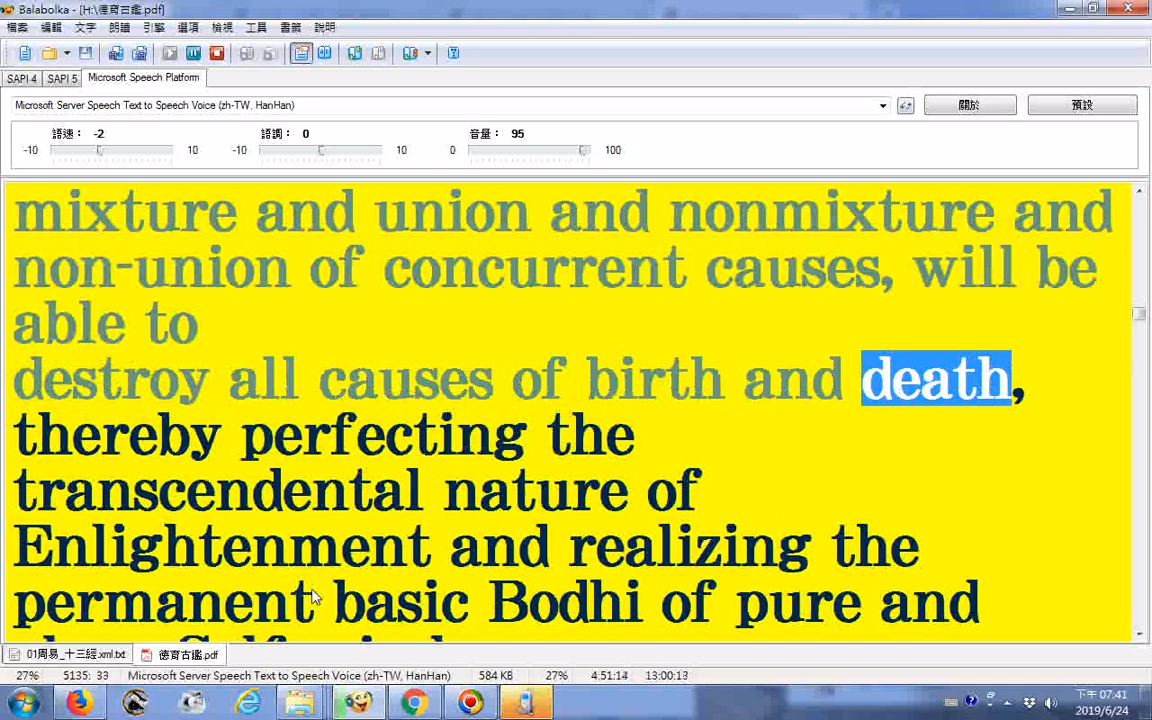 Balabolka - [H:\德育古鑑.pdf]
檔案 編輯 文字 朗讀 引擎 選項 檢視 工具 書籤 說明
SAPI 4 SAPI 5 Microsoft Speech Platform
Microsoft Server Speech Text to Speech Voice (zh-TW, HanHan) 關於 預設
語速： -2 語調： 0 音量： 95
-10 10 -10 10 0 100
mixture and union and nonmixture and
non-union of concurrent causes, will be
able to
destroy all causes of birth and death,
thereby perfecting the
transcendental nature of
Enlightenment and realizing the
permanent basic Bodhi of pure and
01周易_十三經.xml.txt 德育古鑑.pdf
27% 5135: 33 Microsoft Server Speech Text to Speech Voice (zh-TW, HanHan) 584 KB 27% 4:51:14 13:00:13
下午 07:41
2019/6/24